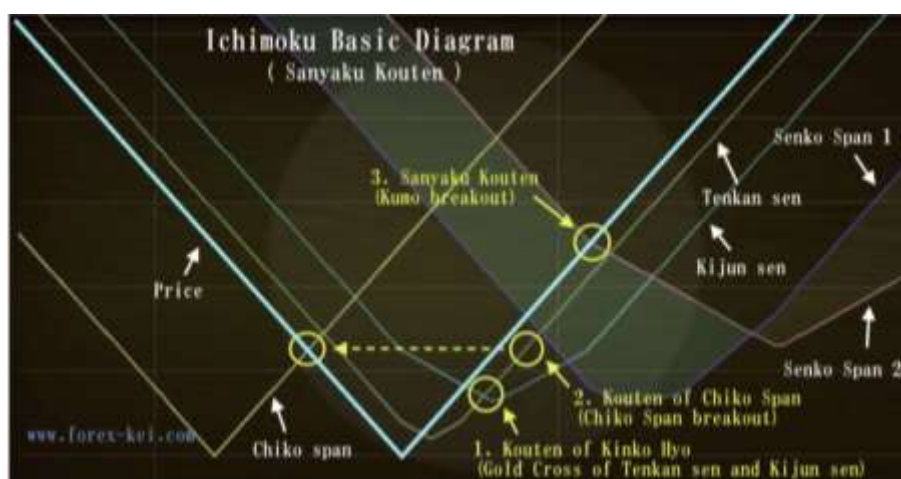 Ichimoku Basic Diagram
( Sanyaku Kouten )
Senko Span 1
3. Sanyaku Kouten
(Kumo breakout)
Tenkan sen
Kijun sen
Price
Senko Span 2
2. Kouten of Chiko Span
(Chiko Span breakout)
www.forex-kei.com
Chiko span
1. Kouten of Kinko Hyo
(Gold Cross of Tenkan sen and Kijun sen)